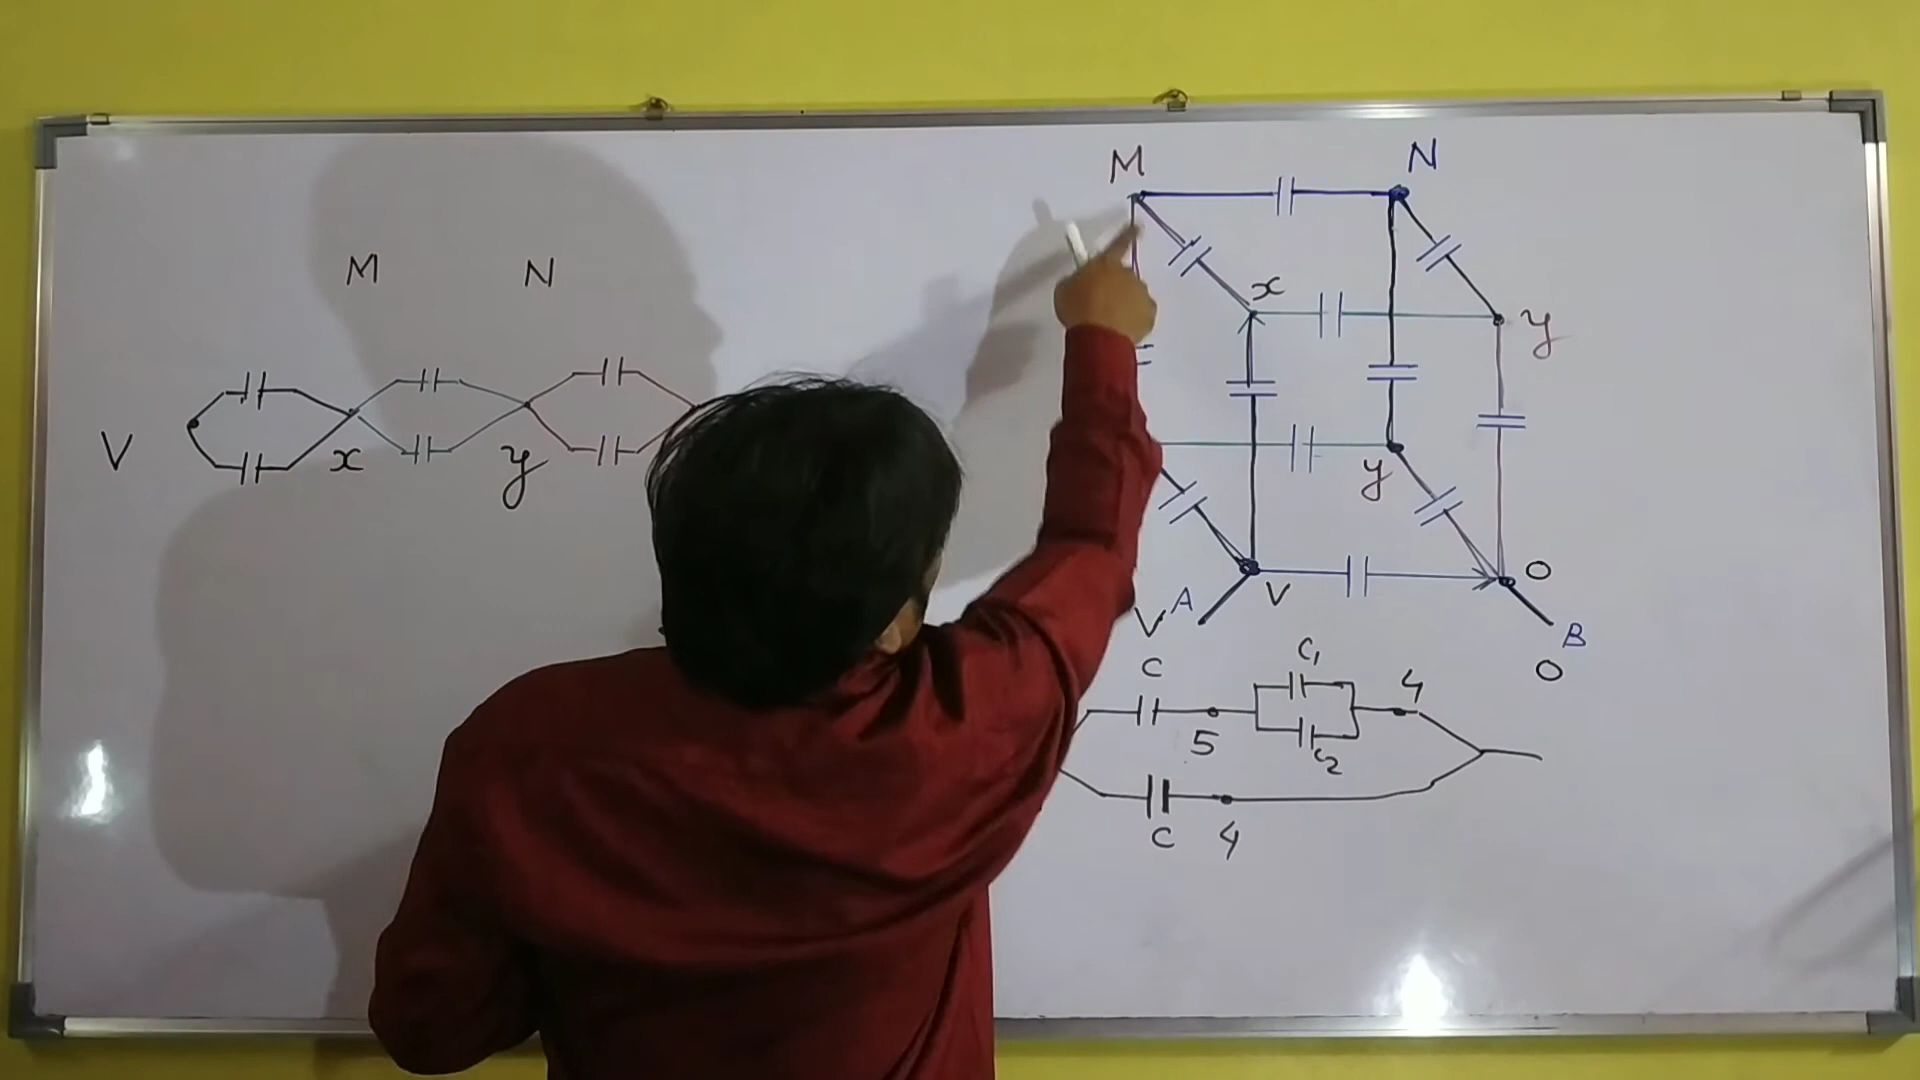 M N
V x y
M N
x
y
y
V A V O B
O
C C₁ 4
5 C₂
C 4